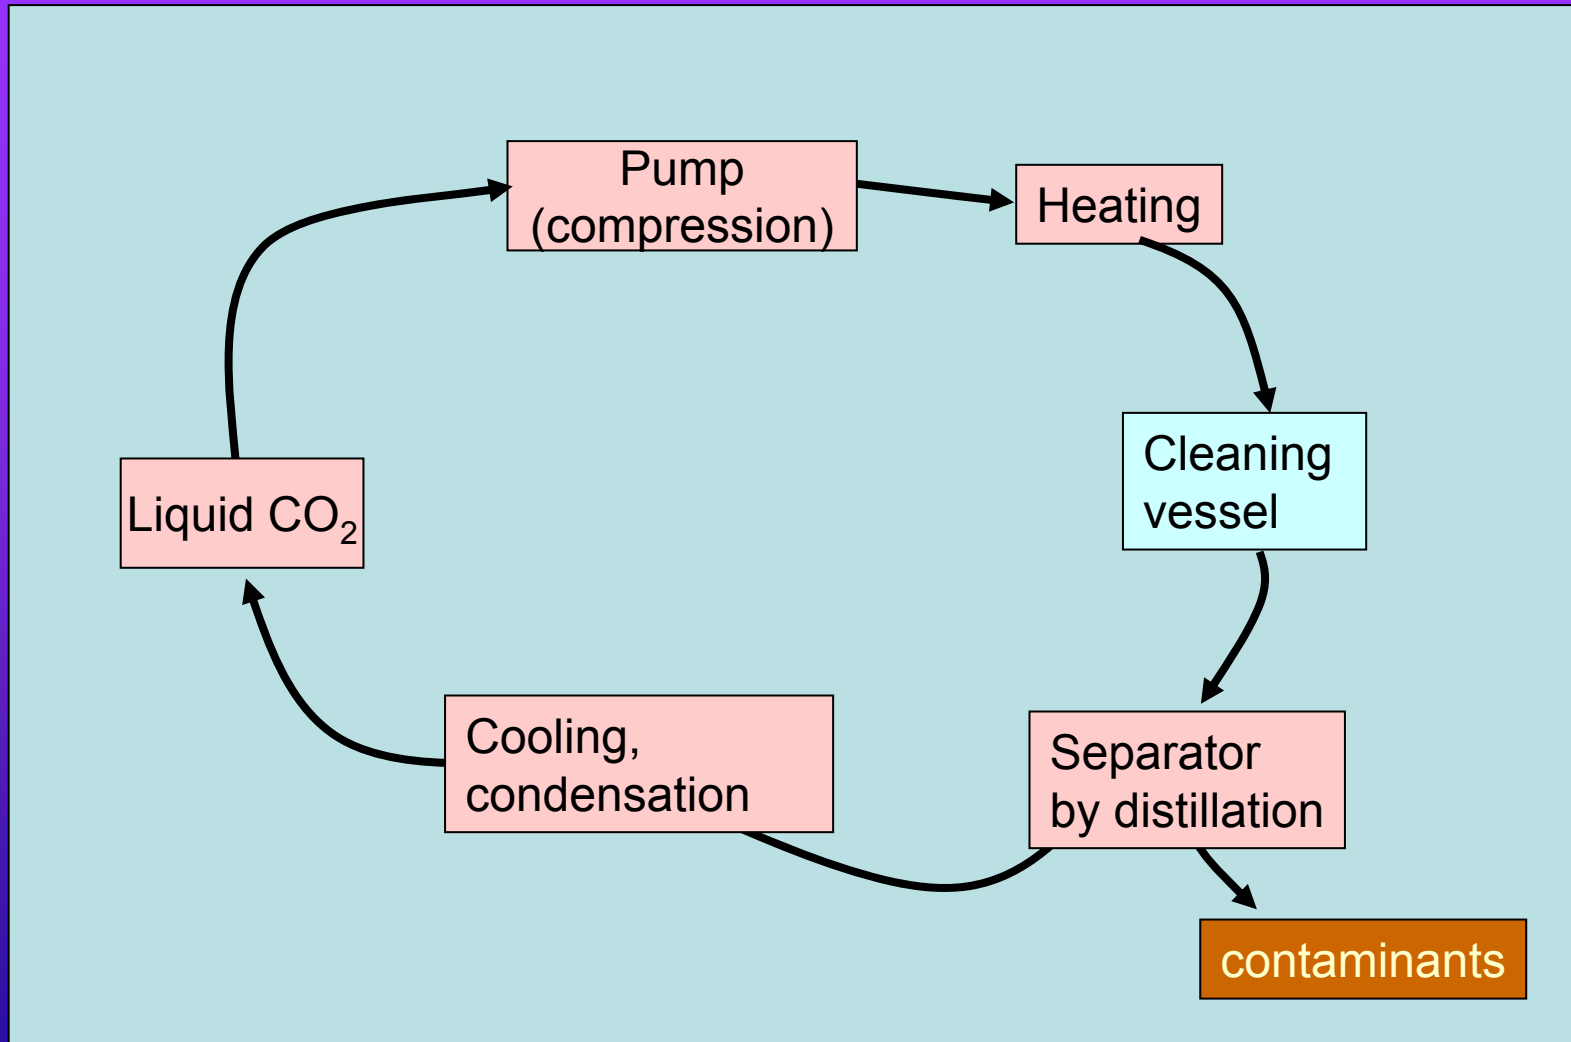 Pump
(compression)
Heating
Cleaning
vessel
Liquid CO₂
Cooling,
condensation
Separator
by distillation
contaminants